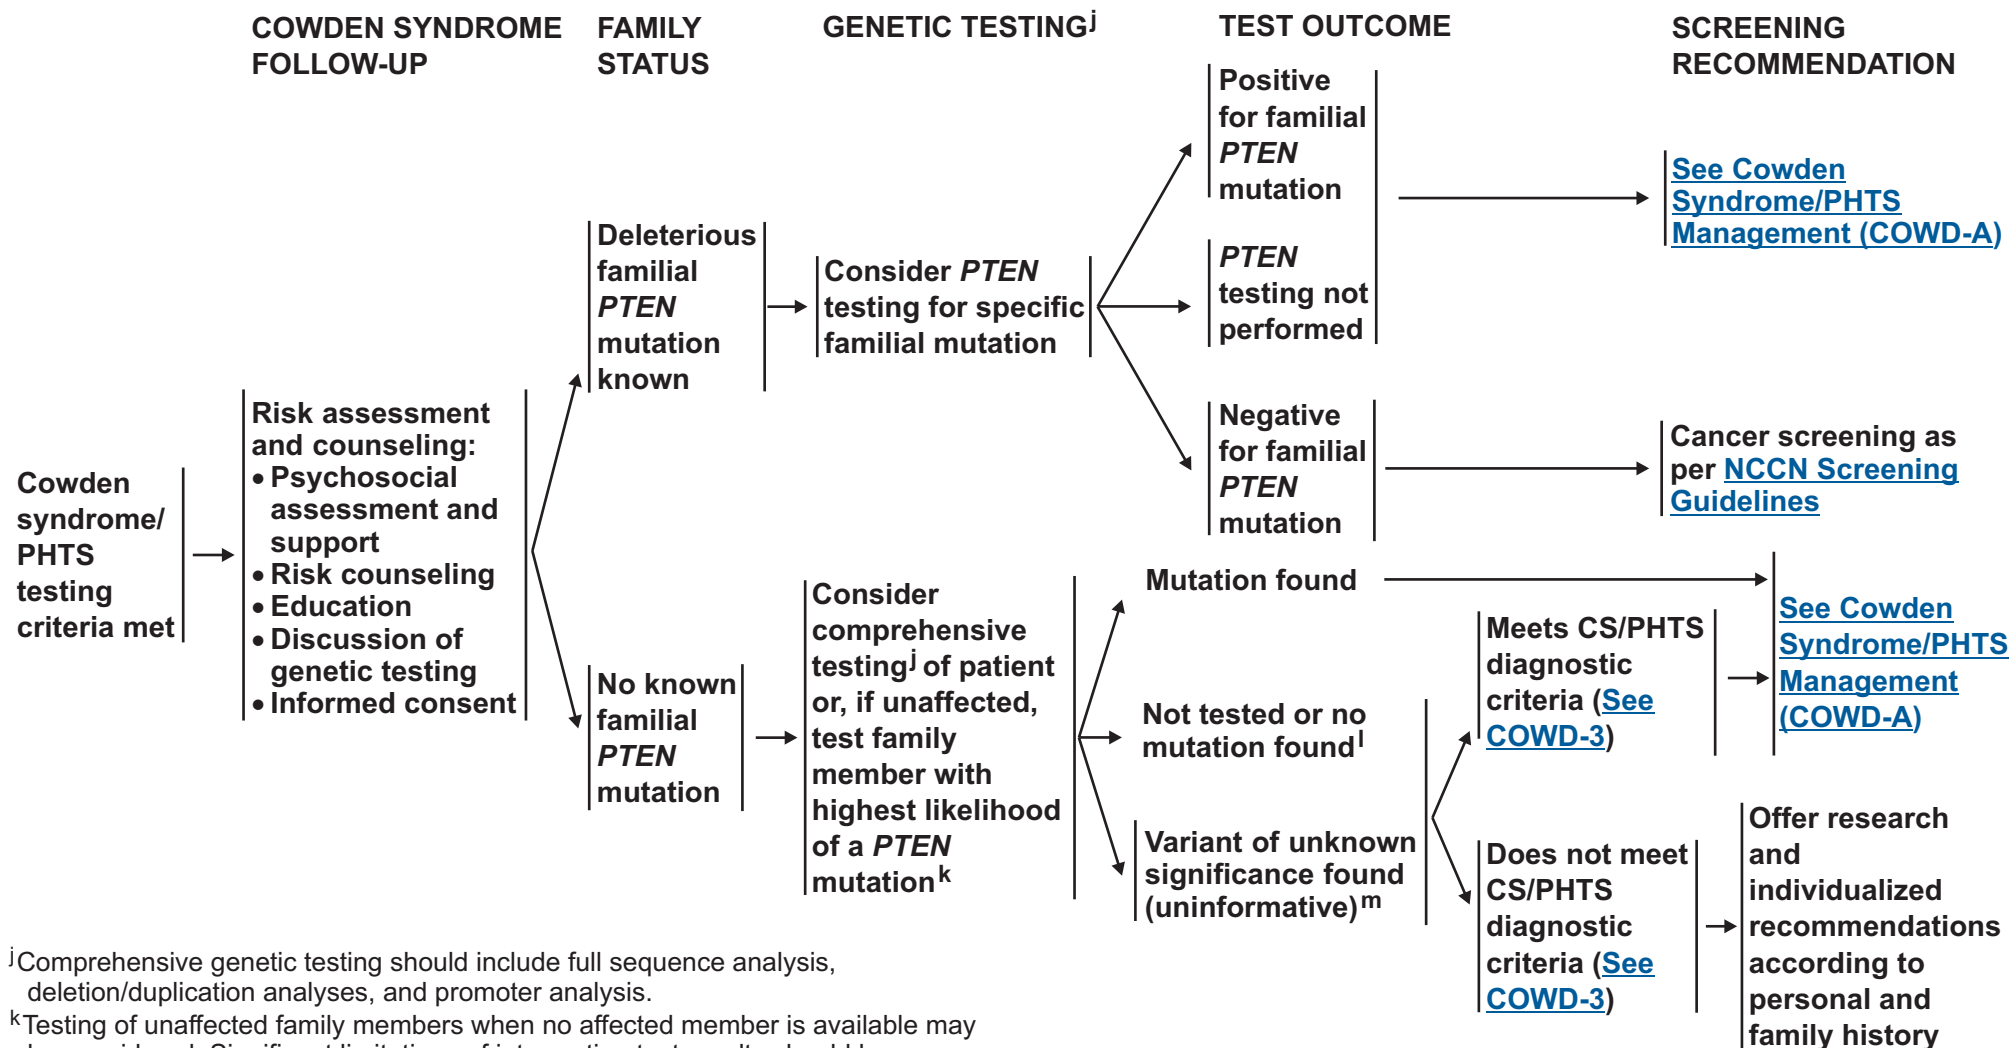 COWDEN SYNDROME
FOLLOW-UP
FAMILY
STATUS
GENETIC TESTINGj
TEST OUTCOME
SCREENING
RECOMMENDATION
Cowden
syndrome/
PHTS
testing
criteria met
Risk assessment
and counseling:
• Psychosocial
assessment and
support
• Risk counseling
• Education
• Discussion of
genetic testing
• Informed consent
Deleterious
familial
PTEN
mutation
known
Consider PTEN
testing for specific
familial mutation
Positive
for familial
PTEN
mutation
PTEN
testing not
performed
See Cowden
Syndrome/PHTS
Management (COWD-A)
Negative
for familial
PTEN
mutation
Cancer screening as
per NCCN Screening
Guidelines
No known
familial
PTEN
mutation
Consider
comprehensive
testingj of patient
or, if unaffected,
test family
member with
highest likelihood
of a PTEN
mutationk
Mutation found
Not tested or no
mutation foundl
Variant of unknown
significance found
(uninformative)m
Meets CS/PHTS
diagnostic
criteria (See
COWD-3)
See Cowden
Syndrome/PHTS
Management
(COWD-A)
Does not meet
CS/PHTS
diagnostic
criteria (See
COWD-3)
Offer research
and
individualized
recommendations
according to
personal and
family history
jComprehensive genetic testing should include full sequence analysis,
deletion/duplication analyses, and promoter analysis.
kTesting of unaffected family members when no affected member is available may